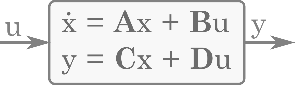 u
ẋ = Ax + Bu
y = Cx + Du
y